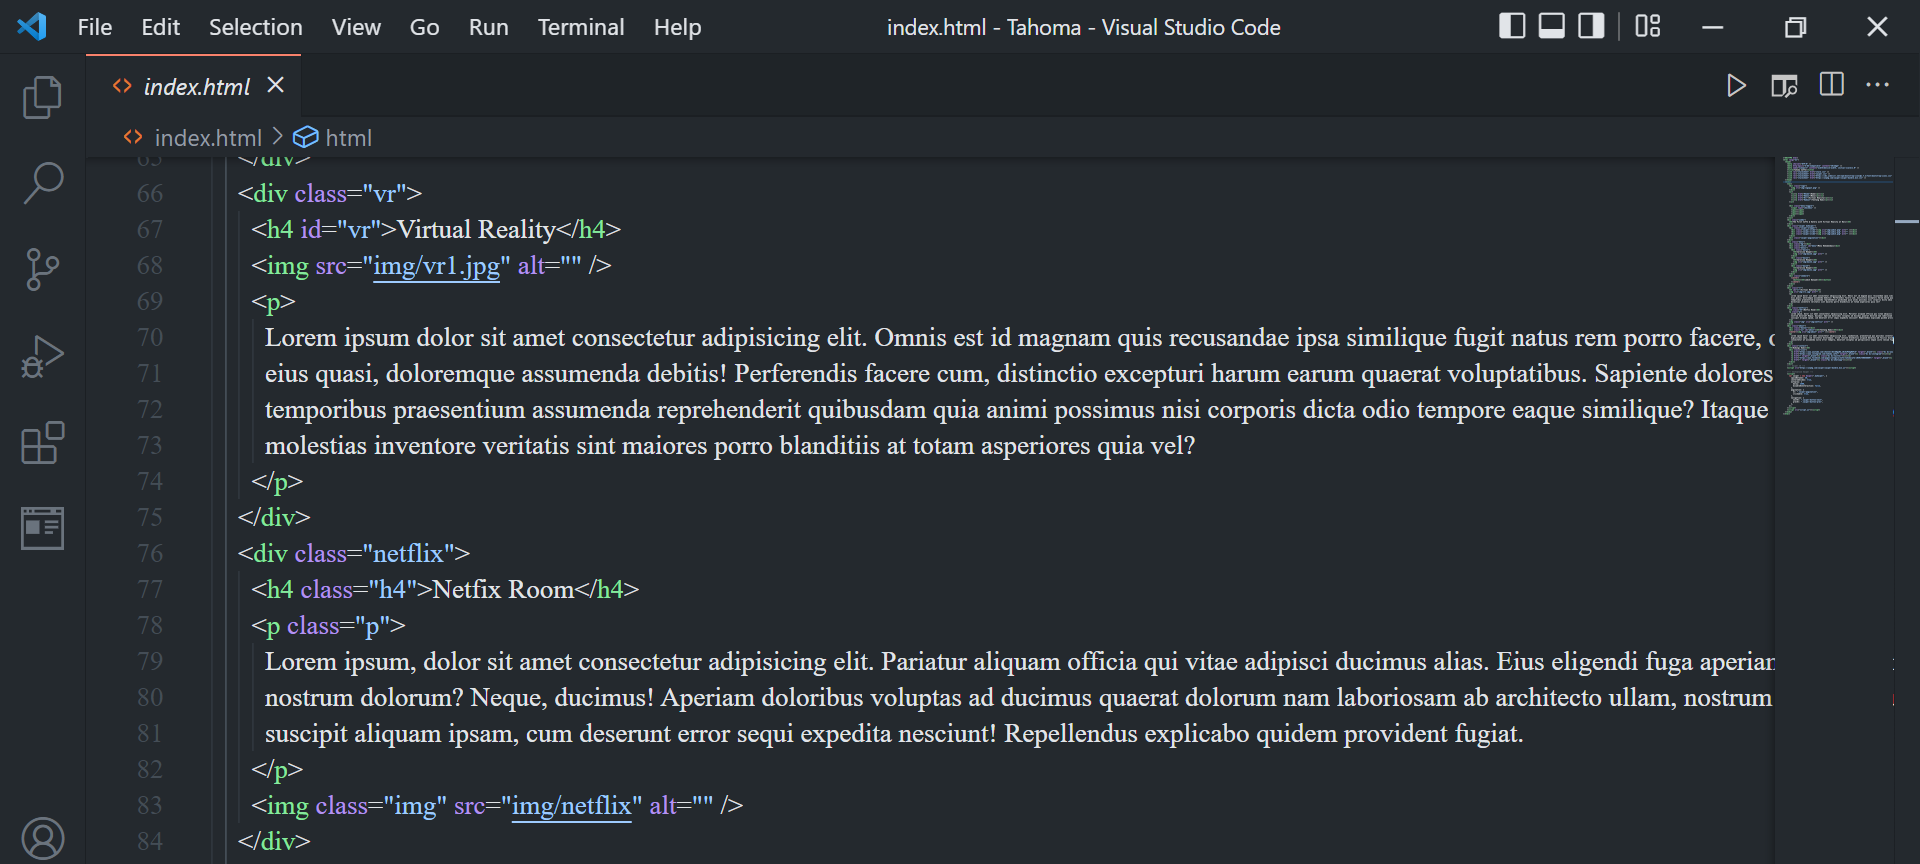 File Edit Selection View Go Run Terminal Help index.html - Tahoma - Visual Studio Code
index.html
index.html > html
65 </div>
66 <div class="vr">
67 <h4 id="vr">Virtual Reality</h4>
68 <img src="img/vr1.jpg" alt="" />
69 <p>
70 Lorem ipsum dolor sit amet consectetur adipisicing elit. Omnis est id magnam quis recusandae ipsa similique fugit natus rem porro facere,
71 eius quasi, doloremque assumenda debitis! Perferendis facere cum, distinctio excepturi harum earum quaerat voluptatibus. Sapiente dolores
72 temporibus praesentium assumenda reprehenderit quibusdam quia animi possimus nisi corporis dicta odio tempore eaque similique? Itaque
73 molestias inventore veritatis sint maiores porro blanditiis at totam asperiores quia vel?
74 </p>
75 </div>
76 <div class="netflix">
77 <h4 class="h4">Netfix Room</h4>
78 <p class="p">
79 Lorem ipsum, dolor sit amet consectetur adipisicing elit. Pariatur aliquam officia qui vitae adipisci ducimus alias. Eius eligendi fuga aperiam
80 nostrum dolorum? Neque, ducimus! Aperiam doloribus voluptas ad ducimus quaerat dolorum nam laboriosam ab architecto ullam, nostrum
81 suscipit aliquam ipsam, cum deserunt error sequi expedita nesciunt! Repellendus explicabo quidem provident fugiat.
82 </p>
83 <img class="img" src="img/netflix" alt="" />
84 </div>